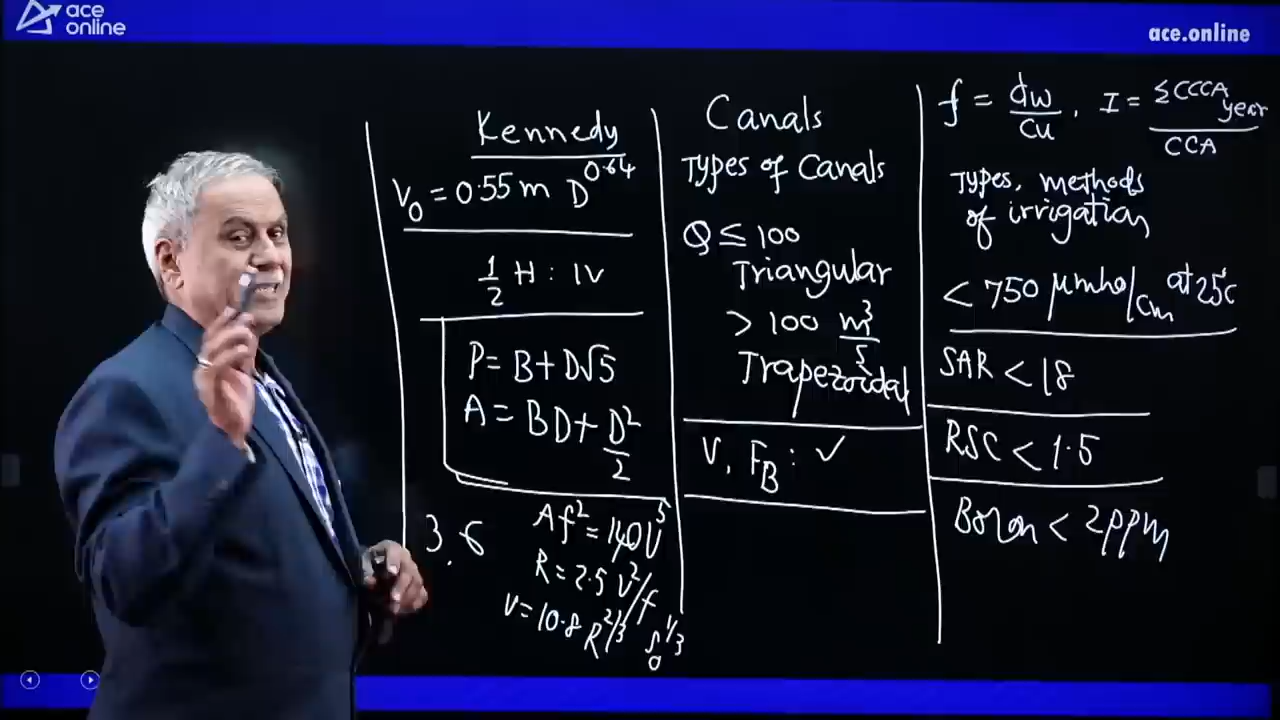 ace
online
ace.online
Kennedy
V₀ = 0.55 m D^0.64
1/2 H : 1V
P = B + D√5
A = BD + D²/2
3.6
Af² = 140V⁵
R = 2.5 V²/f
V = 10.8 R^2/3 S₀^1/3
Canals
Types of Canals
Q ≤ 100
Triangular
> 100 m³/s
Trapezoidal
V, F_B : ✓
f = dw/Cu , I = ΣCCCA year/CCA
Types, methods
of irrigation
< 750 μmho/cm at 25°C
SAR < 18
RSC < 1.5
Boron < 2ppm